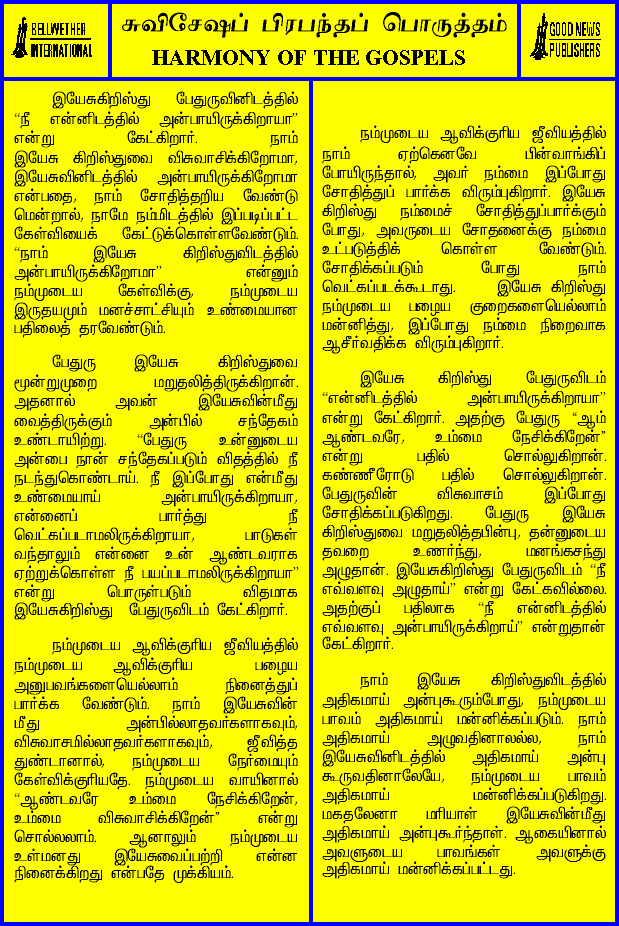 BELLWETHER
INTERNATIONAL
சுவிசேஷப் பிரபந்தப் பொருத்தம்
HARMONY OF THE GOSPELS
GOOD NEWS
PUBLISHERS
இயேசுகிறிஸ்து பேதுருவினிடத்தில்
“நீ என்னிடத்தில் அன்பாயிருக்கிறாயா”
என்று கேட்கிறார். நாம்
இயேசு கிறிஸ்துவை விசுவாசிக்கிறோமா,
இயேசுவினிடத்தில் அன்பாயிருக்கிறோமா
என்பதை, நாம் சோதித்தறிய வேண்டு
மென்றால், நாமே நம்மிடத்தில் இப்படிப்பட்ட
கேள்வியைக் கேட்டுக்கொள்ளவேண்டும்.
“நாம் இயேசு கிறிஸ்துவிடத்தில்
அன்பாயிருக்கிறோமா” என்னும்
நம்முடைய கேள்விக்கு, நம்முடைய
இருதயமும் மனச்சாட்சியும் உண்மையான
பதிலைத் தரவேண்டும்.
பேதுரு இயேசு கிறிஸ்துவை
மூன்றுமுறை மறுதலித்திருக்கிறான்.
அதனால் அவன் இயேசுவின்மீது
வைத்திருக்கும் அன்பில் சந்தேகம்
உண்டாயிற்று. “பேதுரு உன்னுடைய
அன்பை நான் சந்தேகப்படும் விதத்தில் நீ
நடந்துகொண்டாய். நீ இப்போது என்மீது
உண்மையாய் அன்பாயிருக்கிறாயா,
என்னைப் பார்த்து நீ
வெட்கப்படாமலிருக்கிறாயா, பாடுகள்
வந்தாலும் என்னை உன் ஆண்டவராக
ஏற்றுக்கொள்ள நீ பயப்படாமலிருக்கிறாயா”
என்று பொருள்படும் விதமாக
இயேசுகிறிஸ்து பேதுருவிடம் கேட்கிறார்.
நம்முடைய ஆவிக்குரிய ஜீவியத்தில்
நம்முடைய ஆவிக்குரிய பழைய
அனுபவங்களையெல்லாம் நினைத்துப்
பார்க்க வேண்டும். நாம் இயேசுவின்
மீது அன்பில்லாதவர்களாகவும்,
விசுவாசமில்லாதவர்களாகவும், ஜீவித்த
துண்டானால், நம்முடைய நேர்மையும்
கேள்விக்குரியதே. நம்முடைய வாயினால்
“ஆண்டவரே உம்மை நேசிக்கிறேன்,
உம்மை விசுவாசிக்கிறேன்” என்று
சொல்லலாம். ஆனாலும் நம்முடைய
உள்மனது இயேசுவைப்பற்றி என்ன
நினைக்கிறது என்பதே முக்கியம்.
நம்முடைய ஆவிக்குரிய ஜீவியத்தில்
நாம் ஏற்கெனவே பின்வாங்கிப்
போயிருந்தால், அவர் நம்மை இப்போது
சோதித்துப் பார்க்க விரும்புகிறார். இயேசு
கிறிஸ்து நம்மைச் சோதித்துப்பார்க்கும்
போது, அவருடைய சோதனைக்கு நம்மை
உட்படுத்திக் கொள்ள வேண்டும்.
சோதிக்கப்படும் போது நாம்
வெட்கப்படக்கூடாது. இயேசு கிறிஸ்து
நம்முடைய பழைய குறைகளையெல்லாம்
மன்னித்து, இப்போது நம்மை நிறைவாக
ஆசீர்வதிக்க விரும்புகிறார்.
இயேசு கிறிஸ்து பேதுருவிடம்
“என்னிடத்தில் அன்பாயிருக்கிறாயா”
என்று கேட்கிறார். அதற்கு பேதுரு “ஆம்
ஆண்டவரே, உம்மை நேசிக்கிறேன்”
என்று பதில் சொல்லுகிறான்.
கண்ணீரோடு பதில் சொல்லுகிறான்.
பேதுருவின் விசுவாசம் இப்போது
சோதிக்கப்படுகிறது. பேதுரு இயேசு
கிறிஸ்துவை மறுதலித்தபின்பு, தன்னுடைய
தவறை உணர்ந்து, மனங்கசந்து
அழுதான். இயேசுகிறிஸ்து பேதுருவிடம் “நீ
எவ்வளவு அழுதாய்” என்று கேட்கவில்லை.
அதற்குப் பதிலாக “நீ என்னிடத்தில்
எவ்வளவு அன்பாயிருக்கிறாய்” என்றுதான்
கேட்கிறார்.
நாம் இயேசு கிறிஸ்துவிடத்தில்
அதிகமாய் அன்புகூரும்போது, நம்முடைய
பாவம் அதிகமாய் மன்னிக்கப்படும். நாம்
அதிகமாய் அழுவதினாலல்ல, நாம்
இயேசுவினிடத்தில் அதிகமாய் அன்பு
கூருவதினாலேயே, நம்முடைய பாவம்
அதிகமாய் மன்னிக்கப்படுகிறது.
மகதலேனா மரியாள் இயேசுவின்மீது
அதிகமாய் அன்புகூர்ந்தாள். ஆகையினால்
அவளுடைய பாவங்கள் அவளுக்கு
அதிகமாய் மன்னிக்கப்பட்டது.